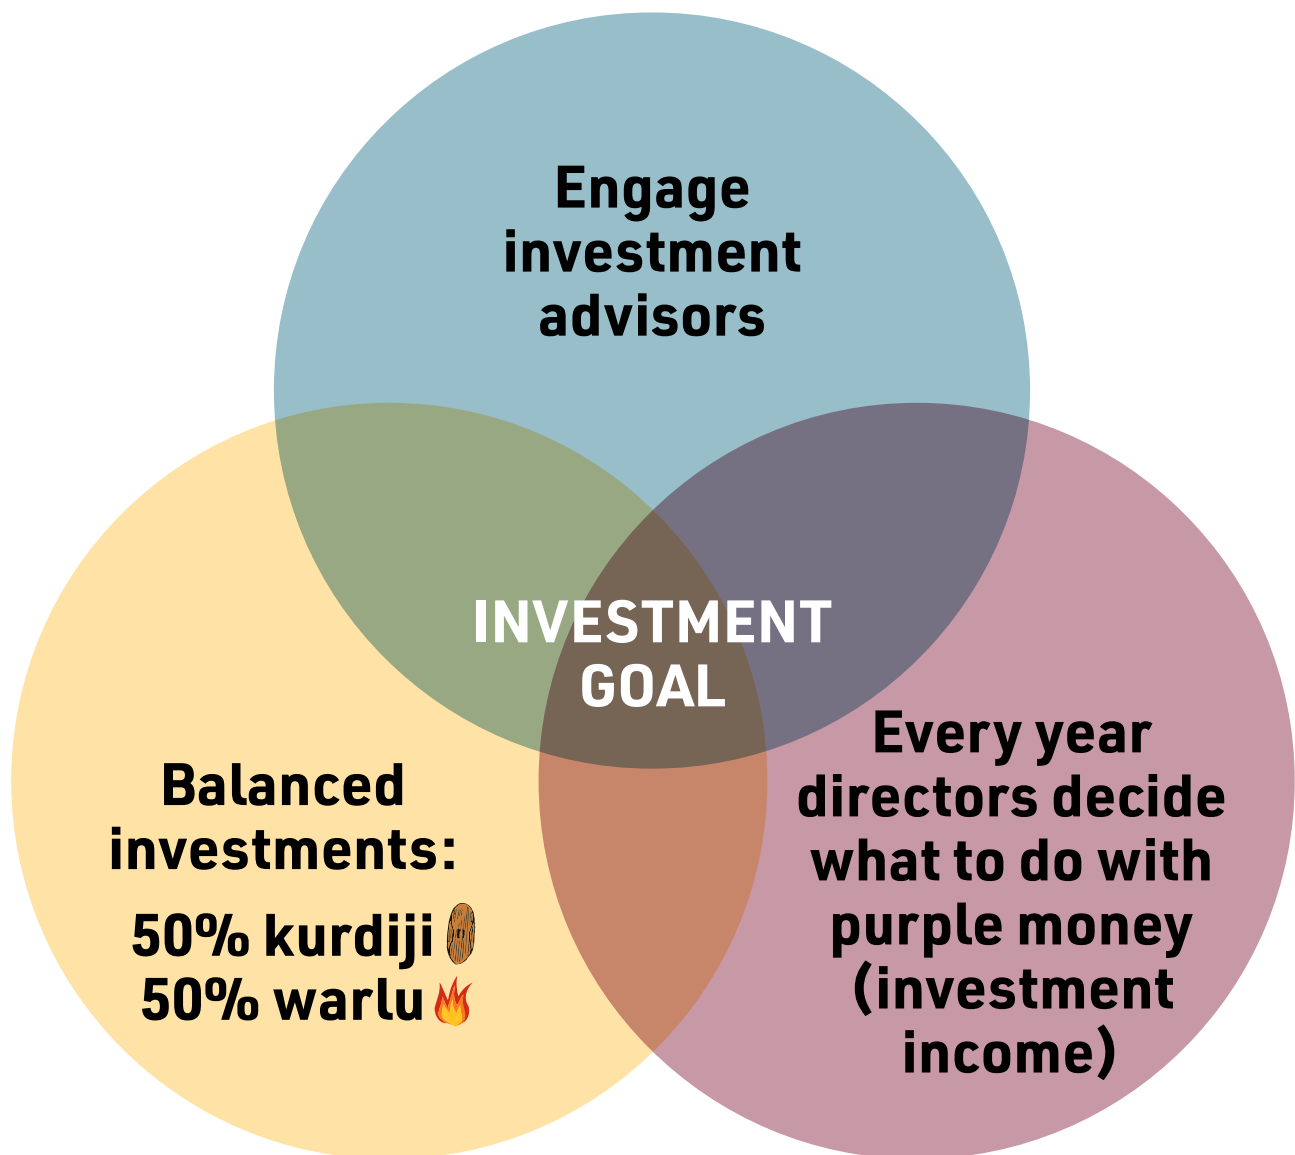 Engage
investment
advisors
INVESTMENT
GOAL
Balanced
investments:
50% kurdiji
50% warlu
Every year
directors decide
what to do with
purple money
(investment
income)